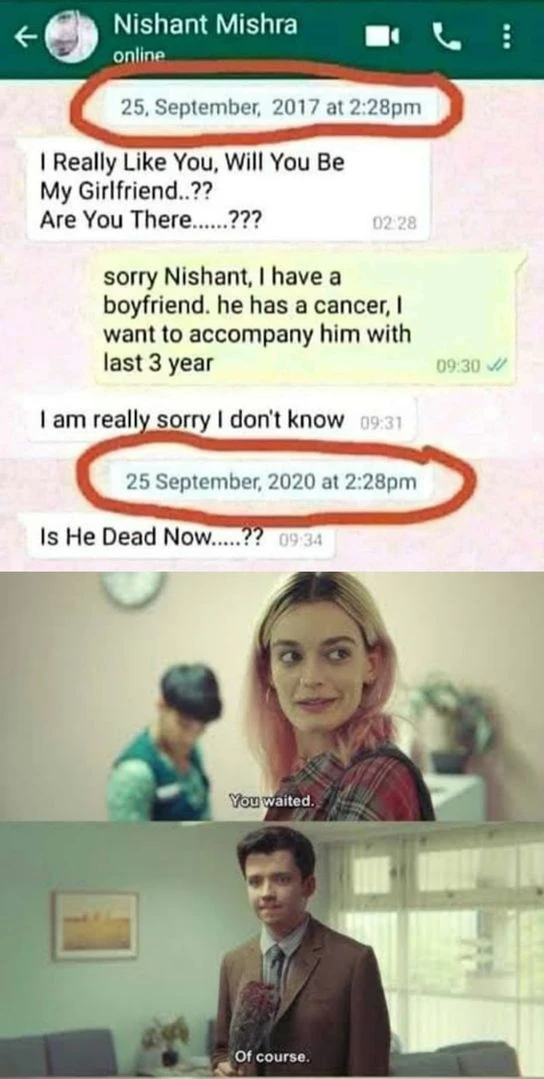 Nishant Mishra
online
25, September, 2017 at 2:28pm
I Really Like You, Will You Be
My Girlfriend..??
Are You There......???
02:28
sorry Nishant, I have a
boyfriend. he has a cancer, I
want to accompany him with
last 3 year
09:30
I am really sorry I don't know 09:31
25 September, 2020 at 2:28pm
Is He Dead Now.....?? 09:34
You waited.
Of course.